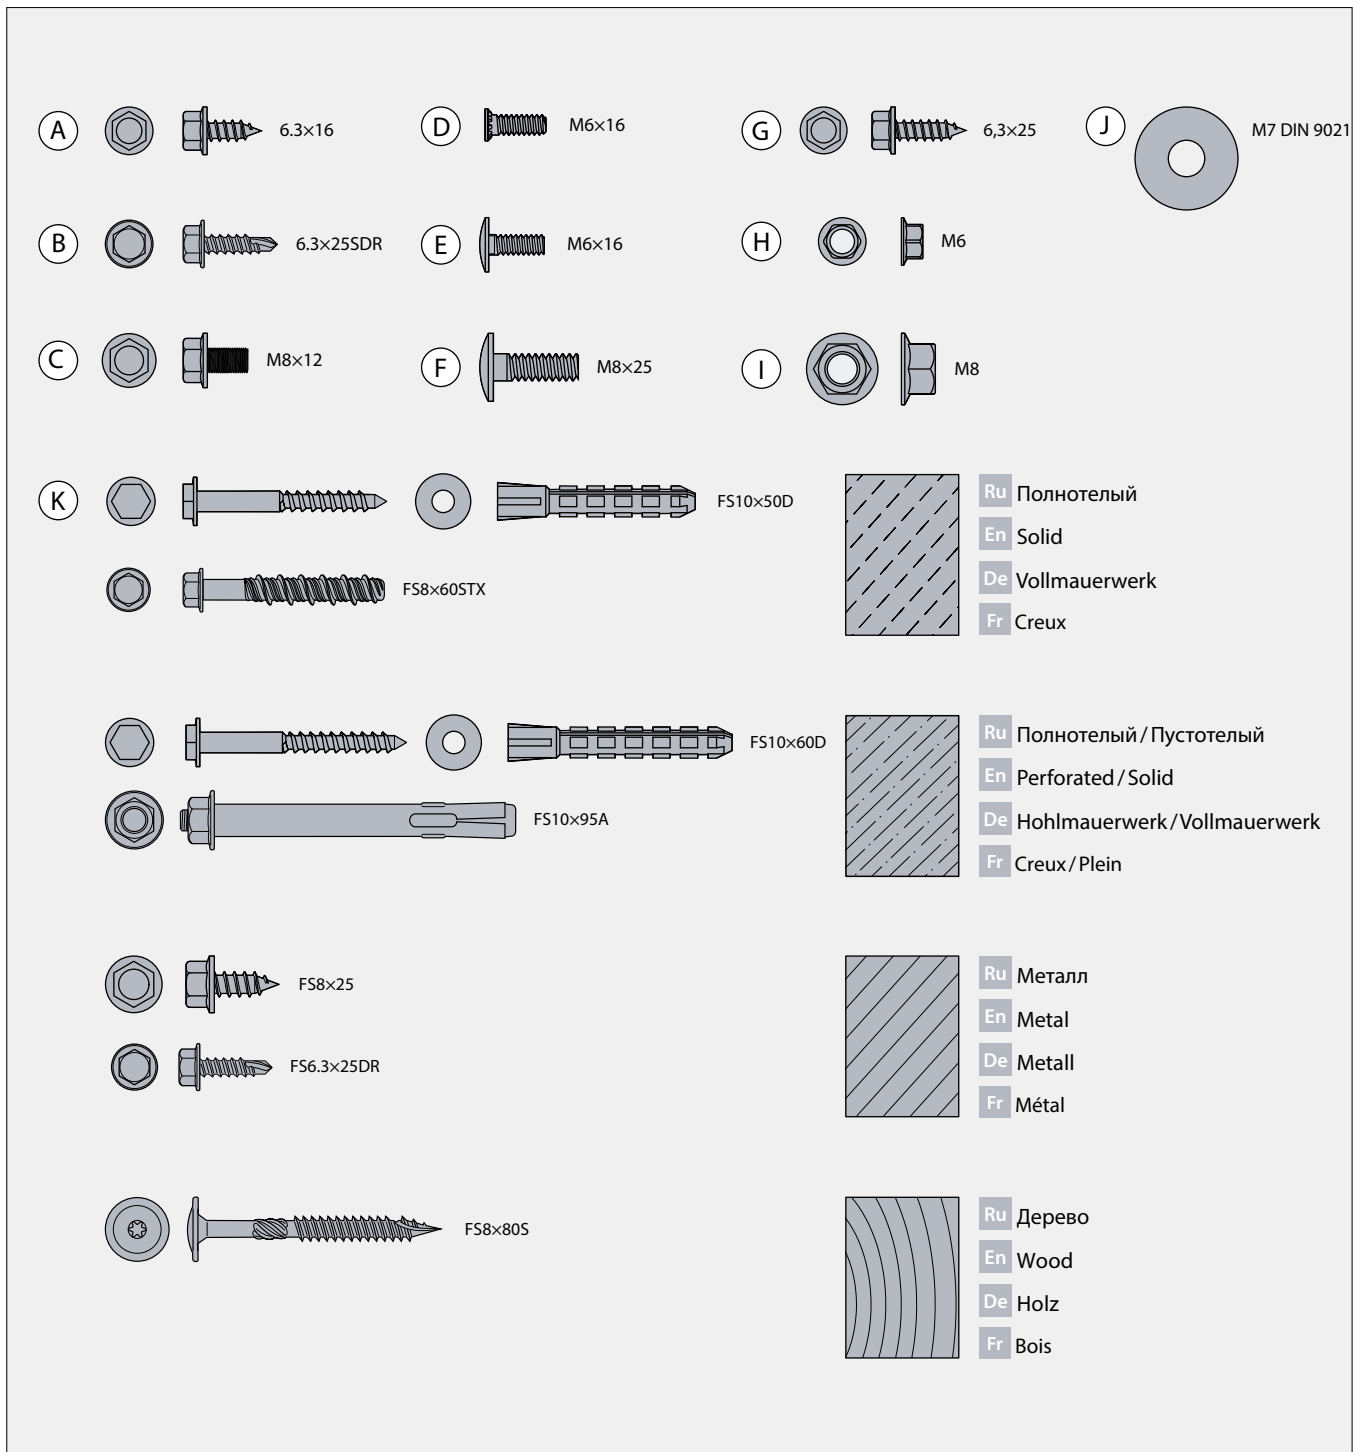 A
6.3×16
D
M6×16
G
6,3×25
J
M7 DIN 9021
B
6.3×25SDR
E
M6×16
H
M6
C
M8×12
F
M8×25
I
M8
K
FS10×50D
FS8×60STX
Ru Полнотелый
En Solid
De Vollmauerwerk
Fr Creux
FS10×60D
FS10×95A
Ru Полнотелый / Пустотелый
En Perforated / Solid
De Hohlmauerwerk / Vollmauerwerk
Fr Creux / Plein
FS8×25
FS6.3×25DR
Ru Металл
En Metal
De Metall
Fr Métal
FS8×80S
Ru Дерево
En Wood
De Holz
Fr Bois